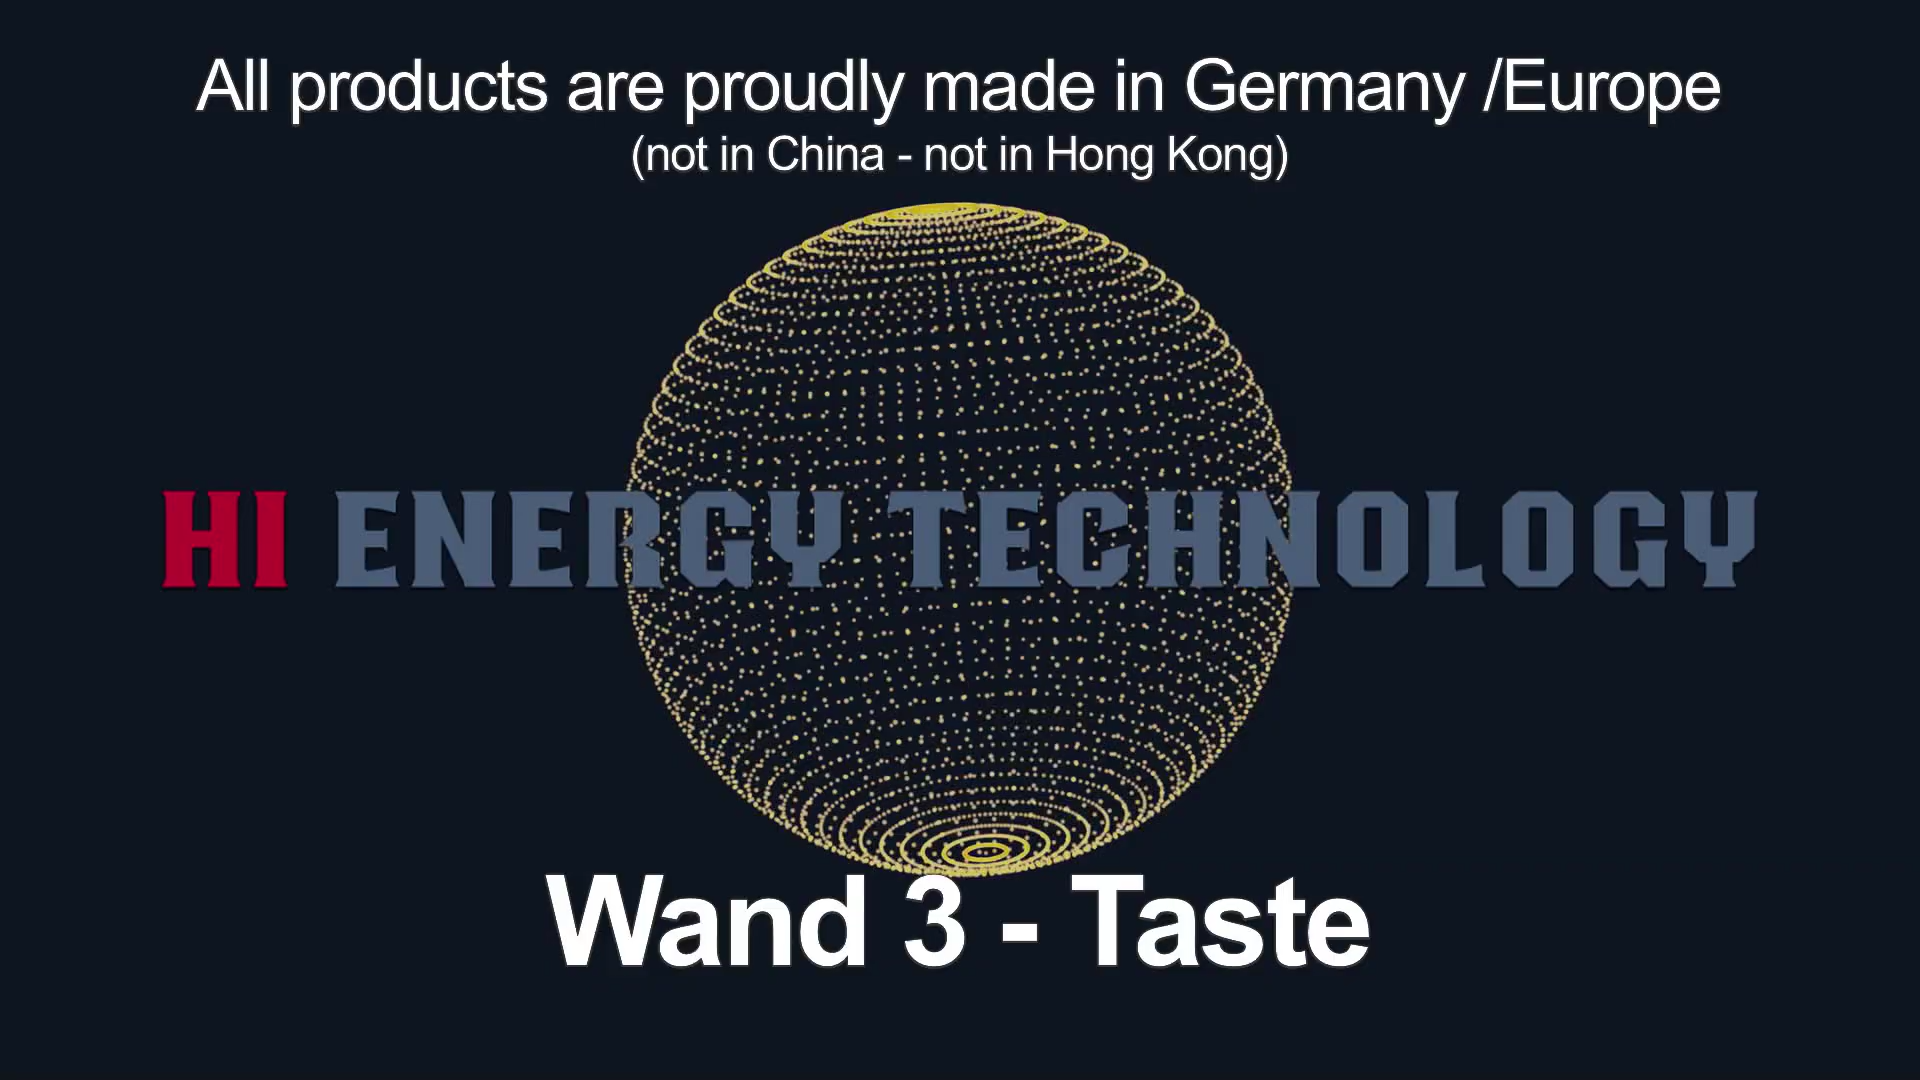 All products are proudly made in Germany /Europe
(not in China - not in Hong Kong)
HI ENERGY TECHNOLOGY
Wand 3 - Taste